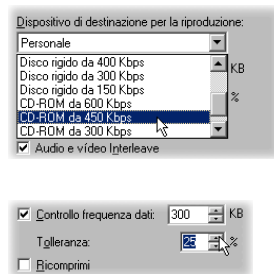 Dispositivo di destinazione per la riproduzione:
Personale
Disco rigido da 400 Kbps
KB
Disco rigido da 300 Kbps
Disco rigido da 150 Kbps
%
CD-ROM da 600 Kbps
CD-ROM da 450 Kbps
CD-ROM da 300 Kbps
Audio e vídeo Interleave
Controllo frequenza dati: 300 KB
Tolleranza: 25 %
Ricomprimi